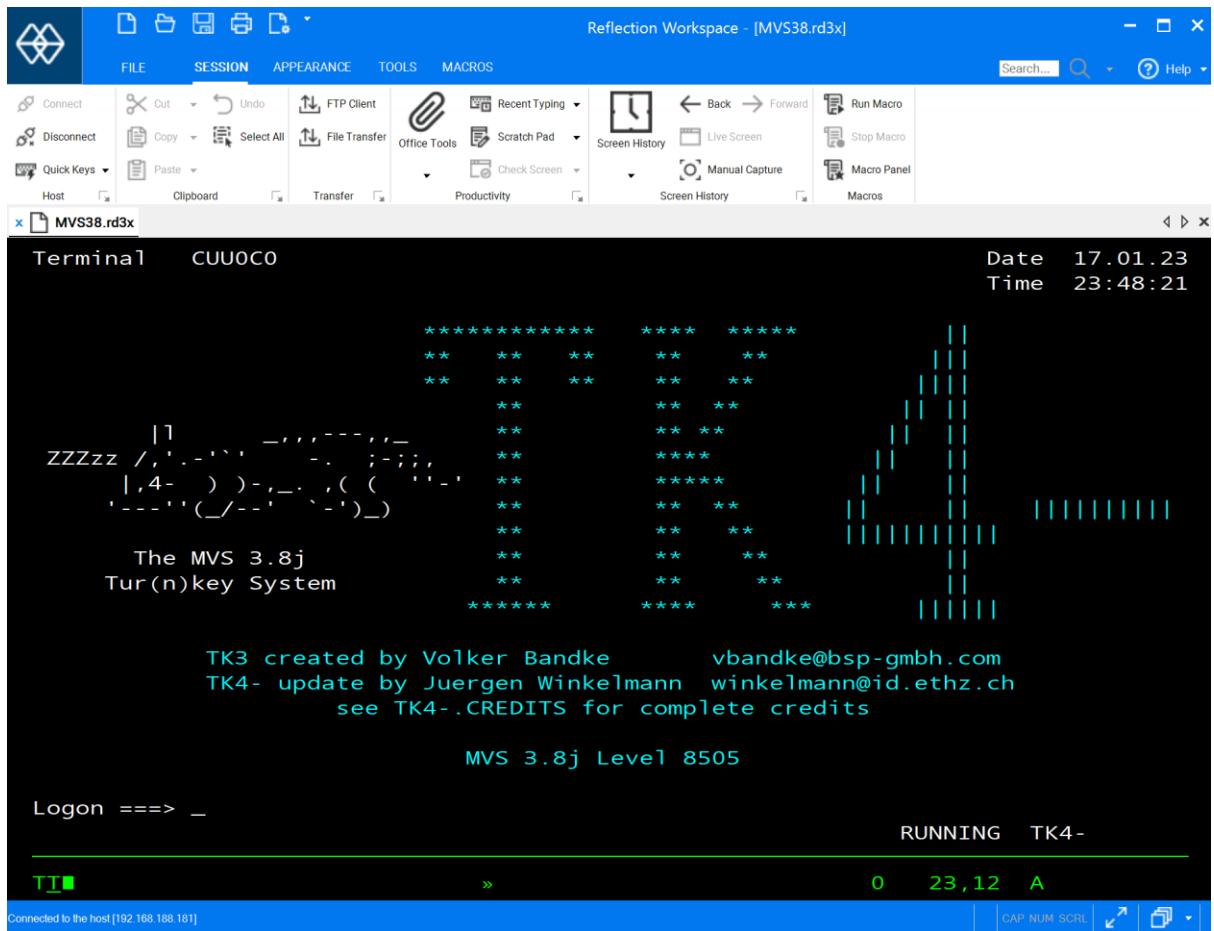 Reflection Workspace - [MVS38.rd3x]
FILE SESSION APPEARANCE TOOLS MACROS Search... Help
Connect Cut Undo FTP Client Recent Typing Back Forward Run Macro
Disconnect Copy Select All File Transfer Office Tools Scratch Pad Screen History Live Screen Stop Macro
Quick Keys Paste Check Screen Manual Capture Macro Panel
Host Clipboard Transfer Productivity Screen History Macros
x MVS38.rd3x
Terminal CUU0C0 Date 17.01.23
Time 23:48:21
************ **** ***** ||
** ** ** ** ** |||
** ** ** ** ** ||||
** ** ** || ||
|l _,,,---,,_ ** ** ** || ||
ZZZzz /,'.-'`' -. ;-;;, ** **** || ||
|,4- ) )-,_. ,( ( ''-' ** ***** || ||
'---''(_/--' `-')_) ** ** ** || || ||||||||||
** ** ** |||||||||||
The MVS 3.8j ** ** ** ||
Tur(n)key System ** ** ** ||
****** **** *** ||||||
TK3 created by Volker Bandke vbandke@bsp-gmbh.com
TK4- update by Juergen Winkelmann winkelmann@id.ethz.ch
see TK4-.CREDITS for complete credits
MVS 3.8j Level 8505
Logon ===> _
RUNNING TK4-
TT■ » 0 23,12 A
Connected to the host [192.168.188.181] CAP NUM SCRL